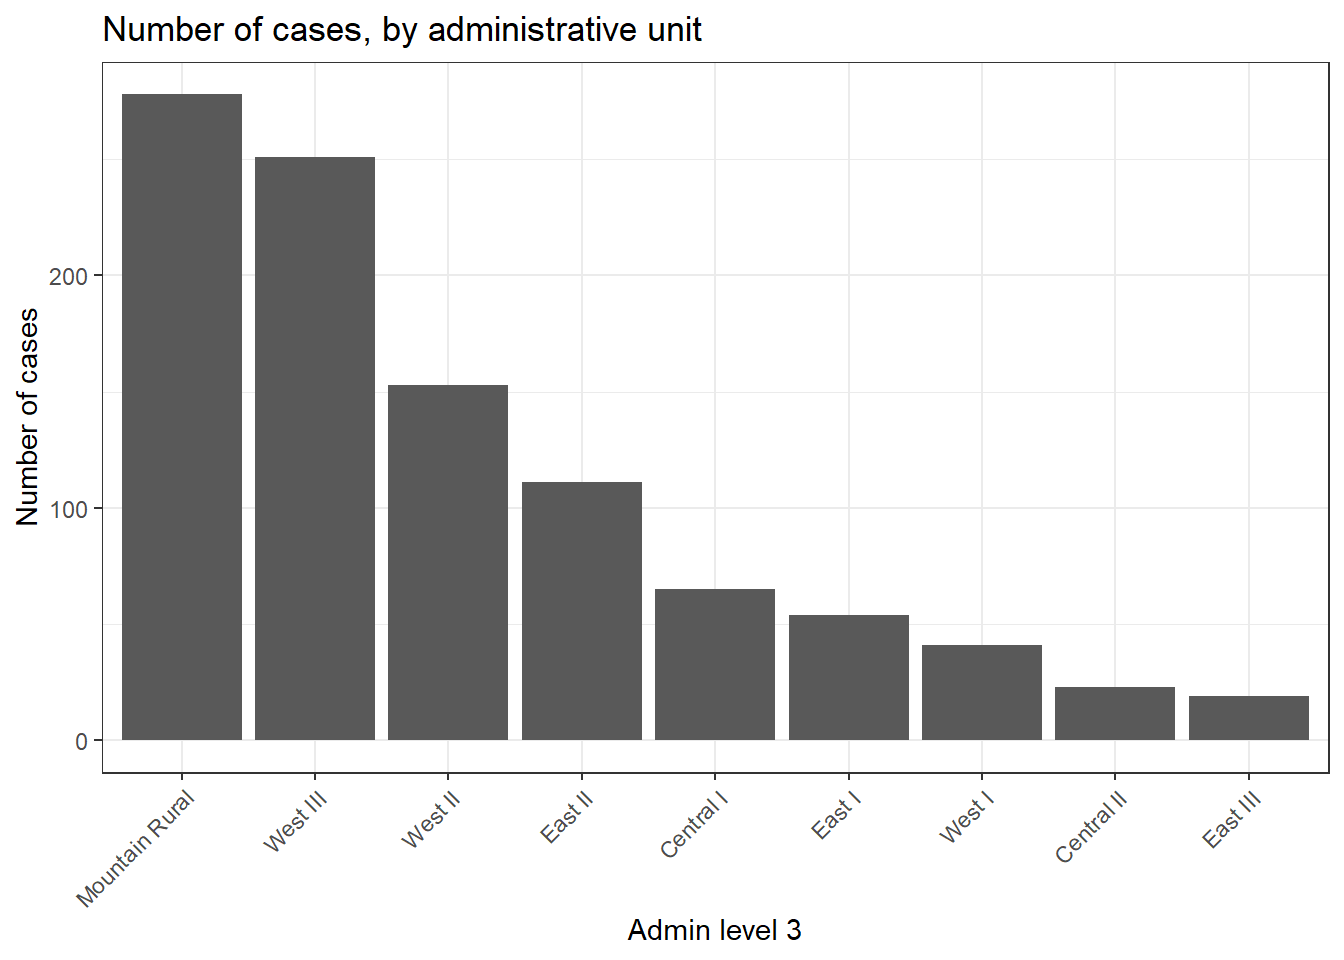 Number of cases, by administrative unit
Number of cases
200
100
0
Mountain Rural
West III
West II
East II
Central I
East I
West I
Central II
East III
Admin level 3